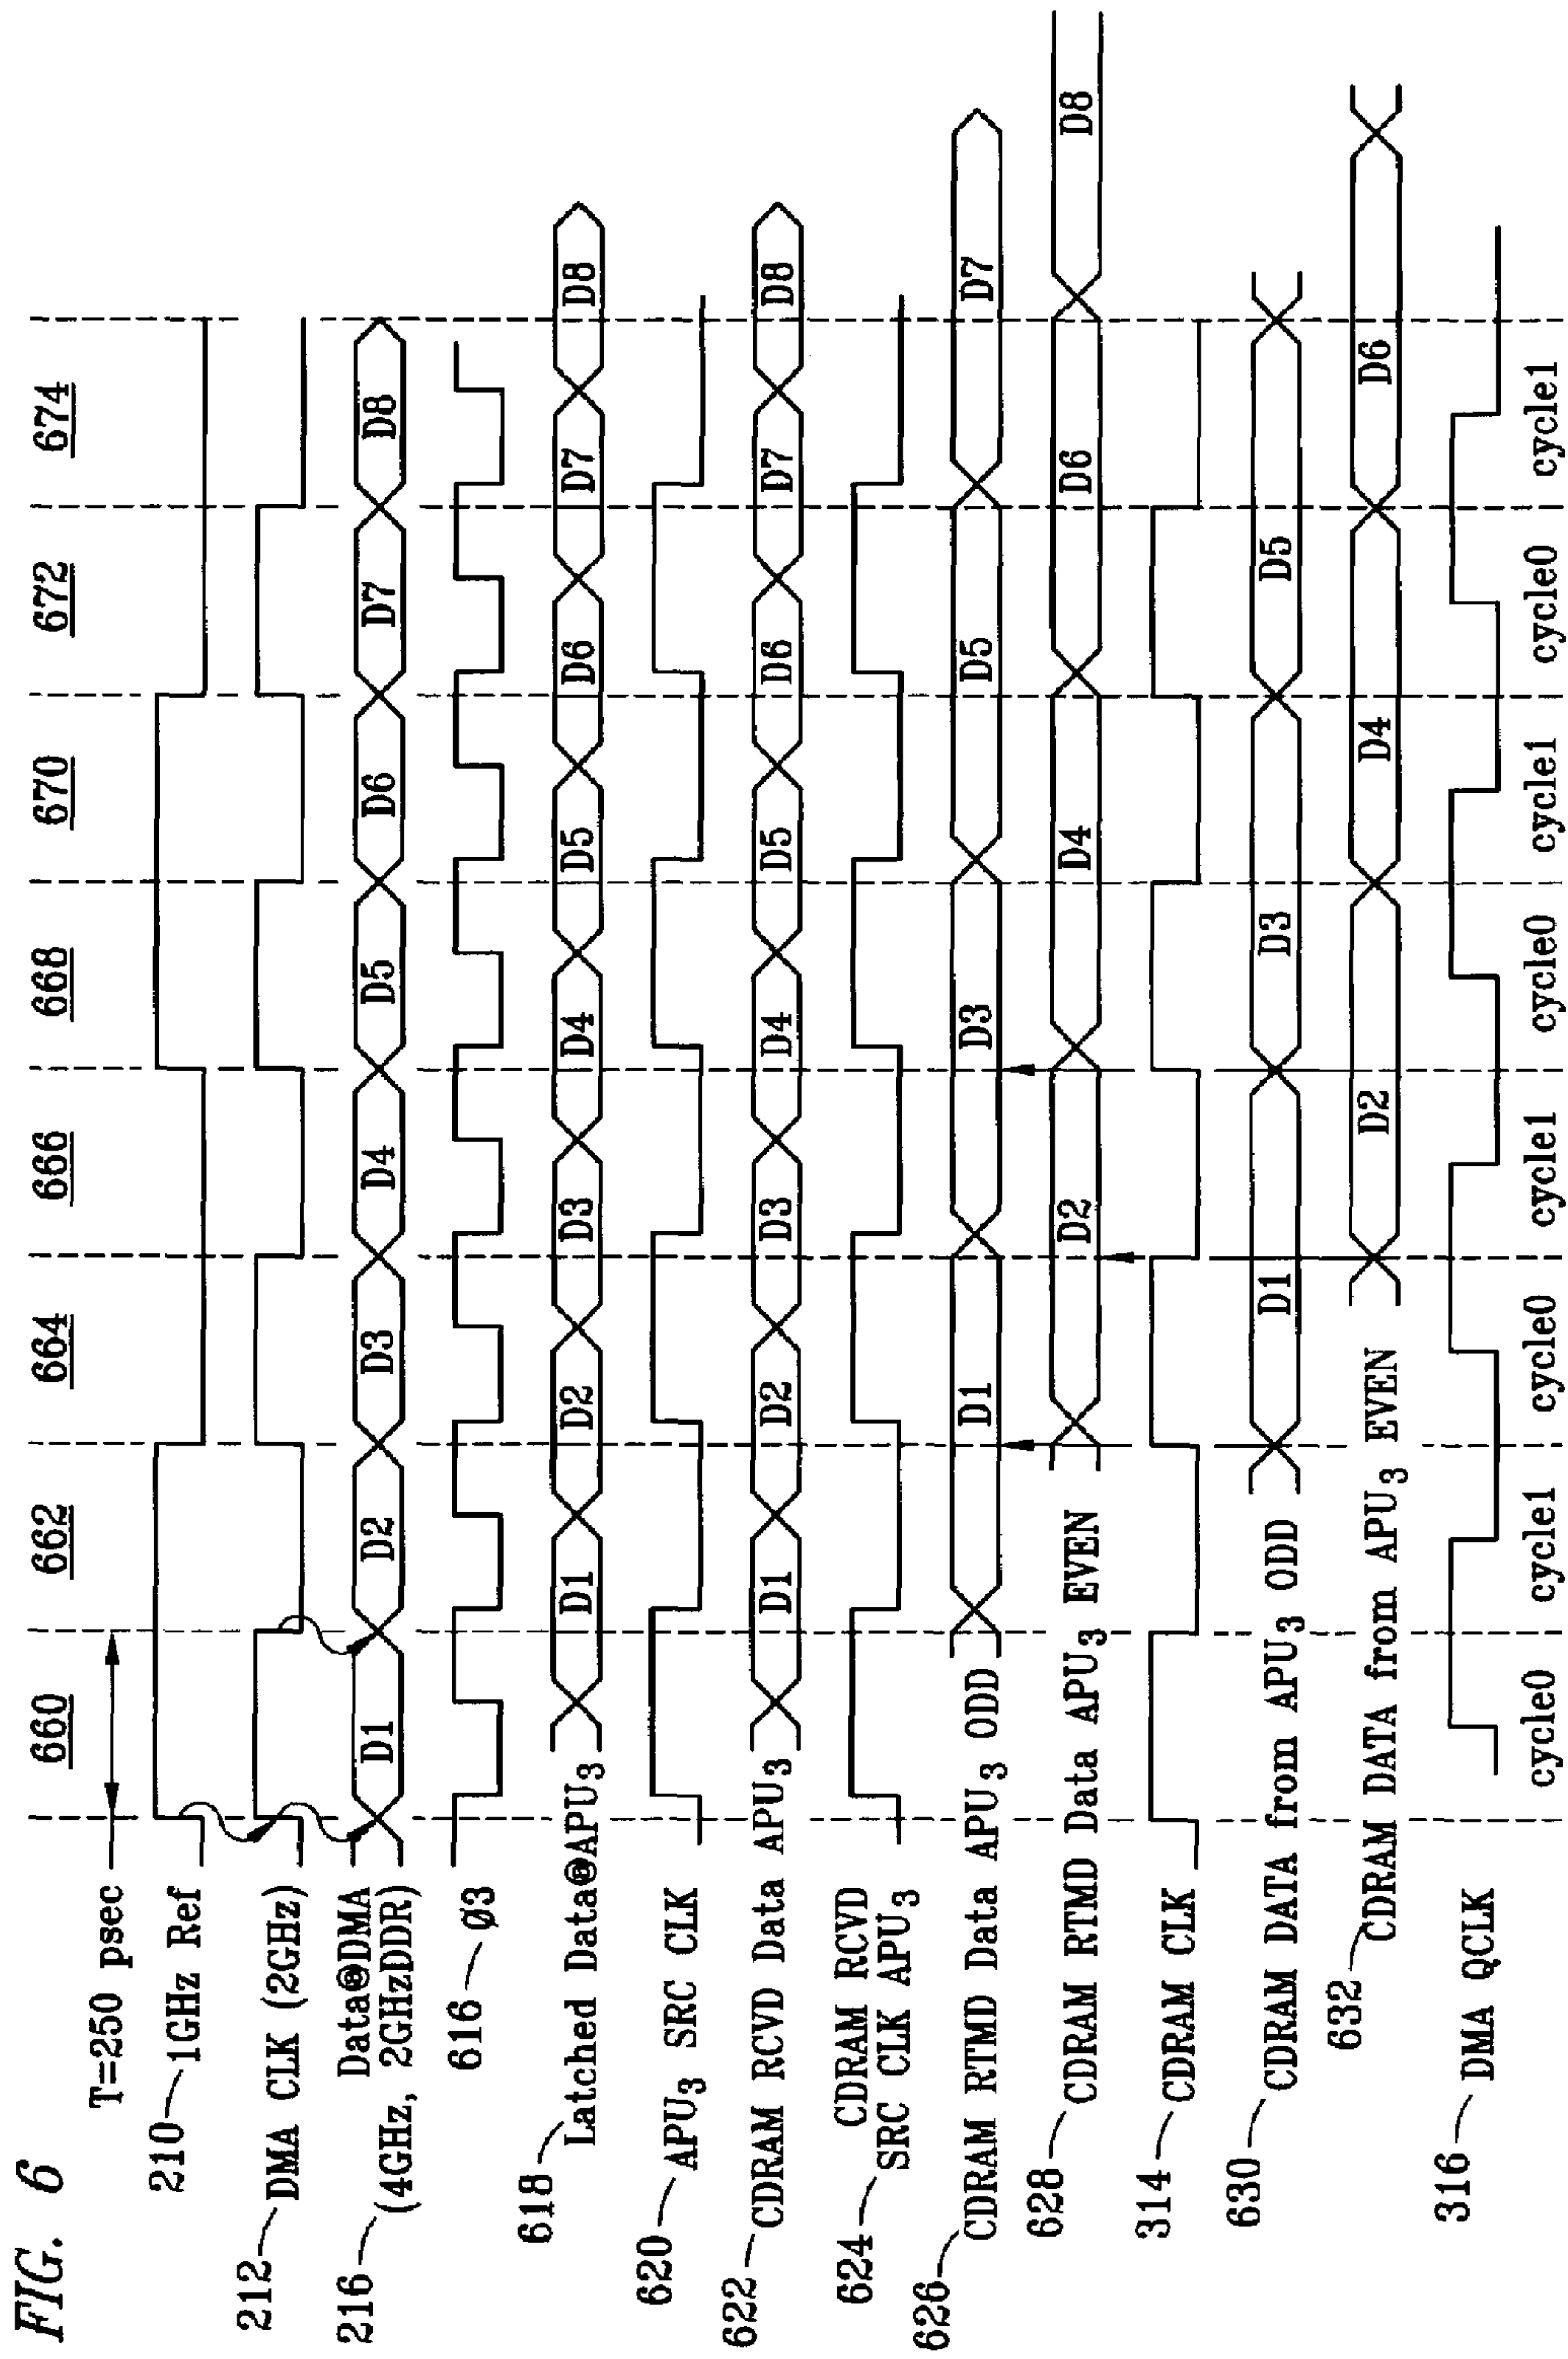 FIG. 6
660 662 664 666 668 670 672 674
T=250 psec
210 1GHz Ref
212 DMA CLK (2GHz)
216 Data@DMA
(4GHz, 2GHzDDR)
D1 D2 D3 D4 D5 D6 D7 D8
616 Ø3
618 Latched Data@APU3
D1 D2 D3 D4 D5 D6 D7 D8
620 APU3 SRC CLK
622 CDRAM RCVD Data APU3
D1 D2 D3 D4 D5 D6 D7 D8
624 CDRAM RCVD
SRC CLK APU3
626 CDRAM RTMD Data APU3 ODD
D1 D3 D5 D7
628 CDRAM RTMD Data APU3 EVEN
D2 D4 D6 D8
314 CDRAM CLK
630 CDRAM DATA from APU3 ODD
D1 D3 D5
632 CDRAM DATA from APU3 EVEN
D2 D4 D6
316 DMA QCLK
cycle0 cycle1 cycle0 cycle1 cycle0 cycle1 cycle0 cycle1